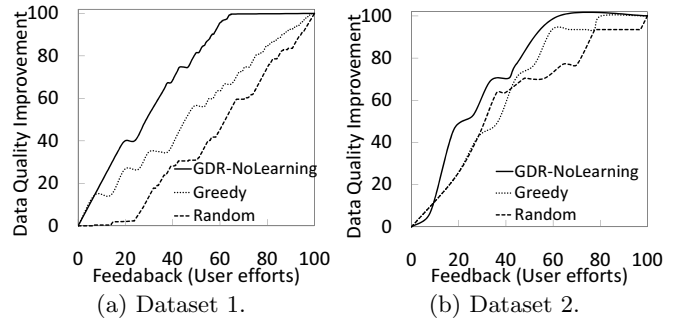 Data Quality Improvement
100
80
60
40
20
0
GDR-NoLearning
Greedy
Random
0 20 40 60 80 100
Feedaback (User efforts)
(a) Dataset 1.
Data Quality Improvement
100
80
60
40
20
0
GDR-NoLearning
Greedy
Random
0 20 40 60 80 100
Feedback (User efforts)
(b) Dataset 2.